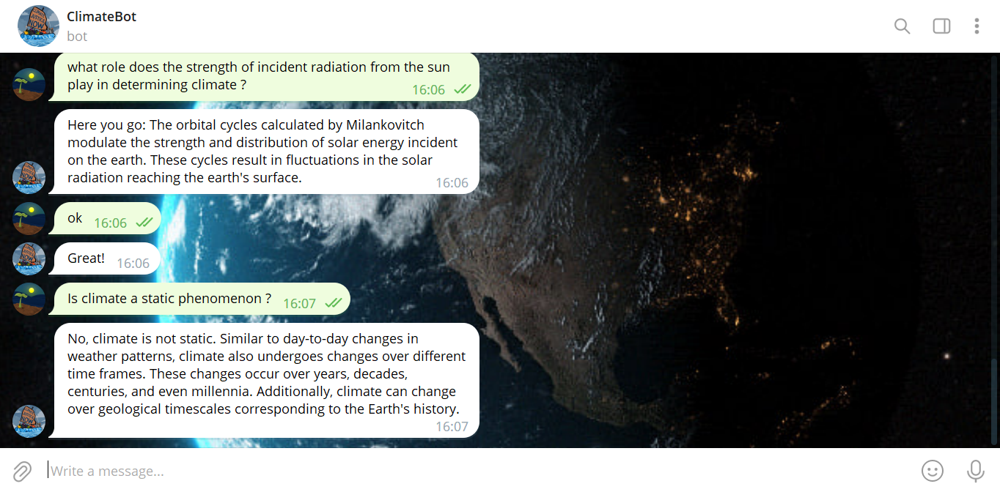 ClimateBot
bot
what role does the strength of incident radiation from the sun
play in determining climate ?
16:06
Here you go: The orbital cycles calculated by Milankovitch
modulate the strength and distribution of solar energy incident
on the earth. These cycles result in fluctuations in the solar
radiation reaching the earth's surface.
16:06
ok 16:06
Great! 16:06
Is climate a static phenomenon ? 16:07
No, climate is not static. Similar to day-to-day changes in
weather patterns, climate also undergoes changes over different
time frames. These changes occur over years, decades,
centuries, and even millennia. Additionally, climate can change
over geological timescales corresponding to the Earth's history.
16:07
Write a message...